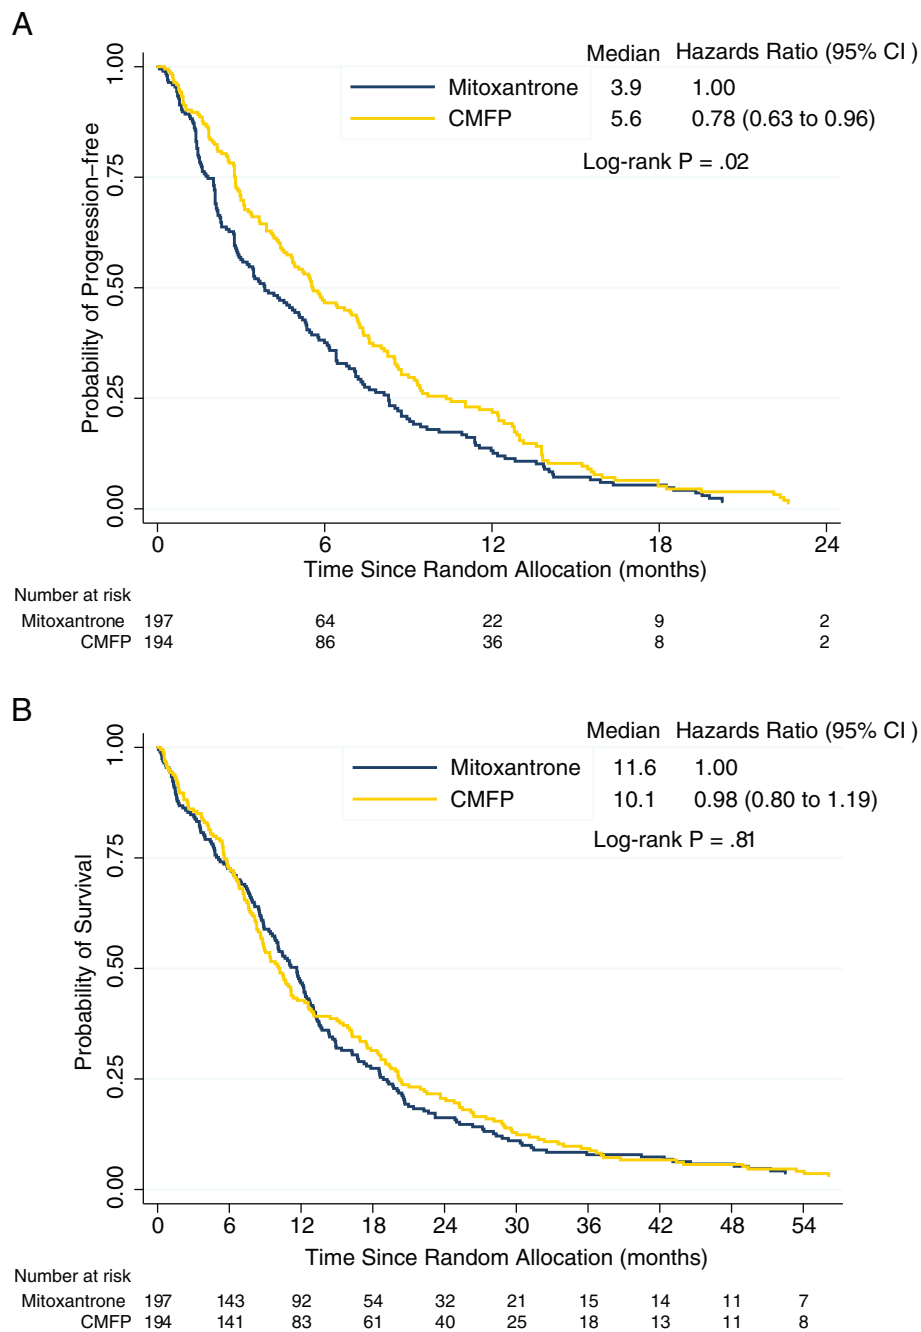 A
Median Hazards Ratio (95% CI )
Mitoxantrone 3.9 1.00
CMFP 5.6 0.78 (0.63 to 0.96)
Log-rank P = .02
Probability of Progression–free
1.00
0.75
0.50
0.25
0.00
0 6 12 18 24
Time Since Random Allocation (months)
Number at risk
Mitoxantrone 197 64 22 9 2
CMFP 194 86 36 8 2
B
Median Hazards Ratio (95% CI )
Mitoxantrone 11.6 1.00
CMFP 10.1 0.98 (0.80 to 1.19)
Log-rank P = .81
Probability of Survival
1.00
0.75
0.50
0.25
0.00
0 6 12 18 24 30 36 42 48 54
Time Since Random Allocation (months)
Number at risk
Mitoxantrone 197 143 92 54 32 21 15 14 11 7
CMFP 194 141 83 61 40 25 18 13 11 8